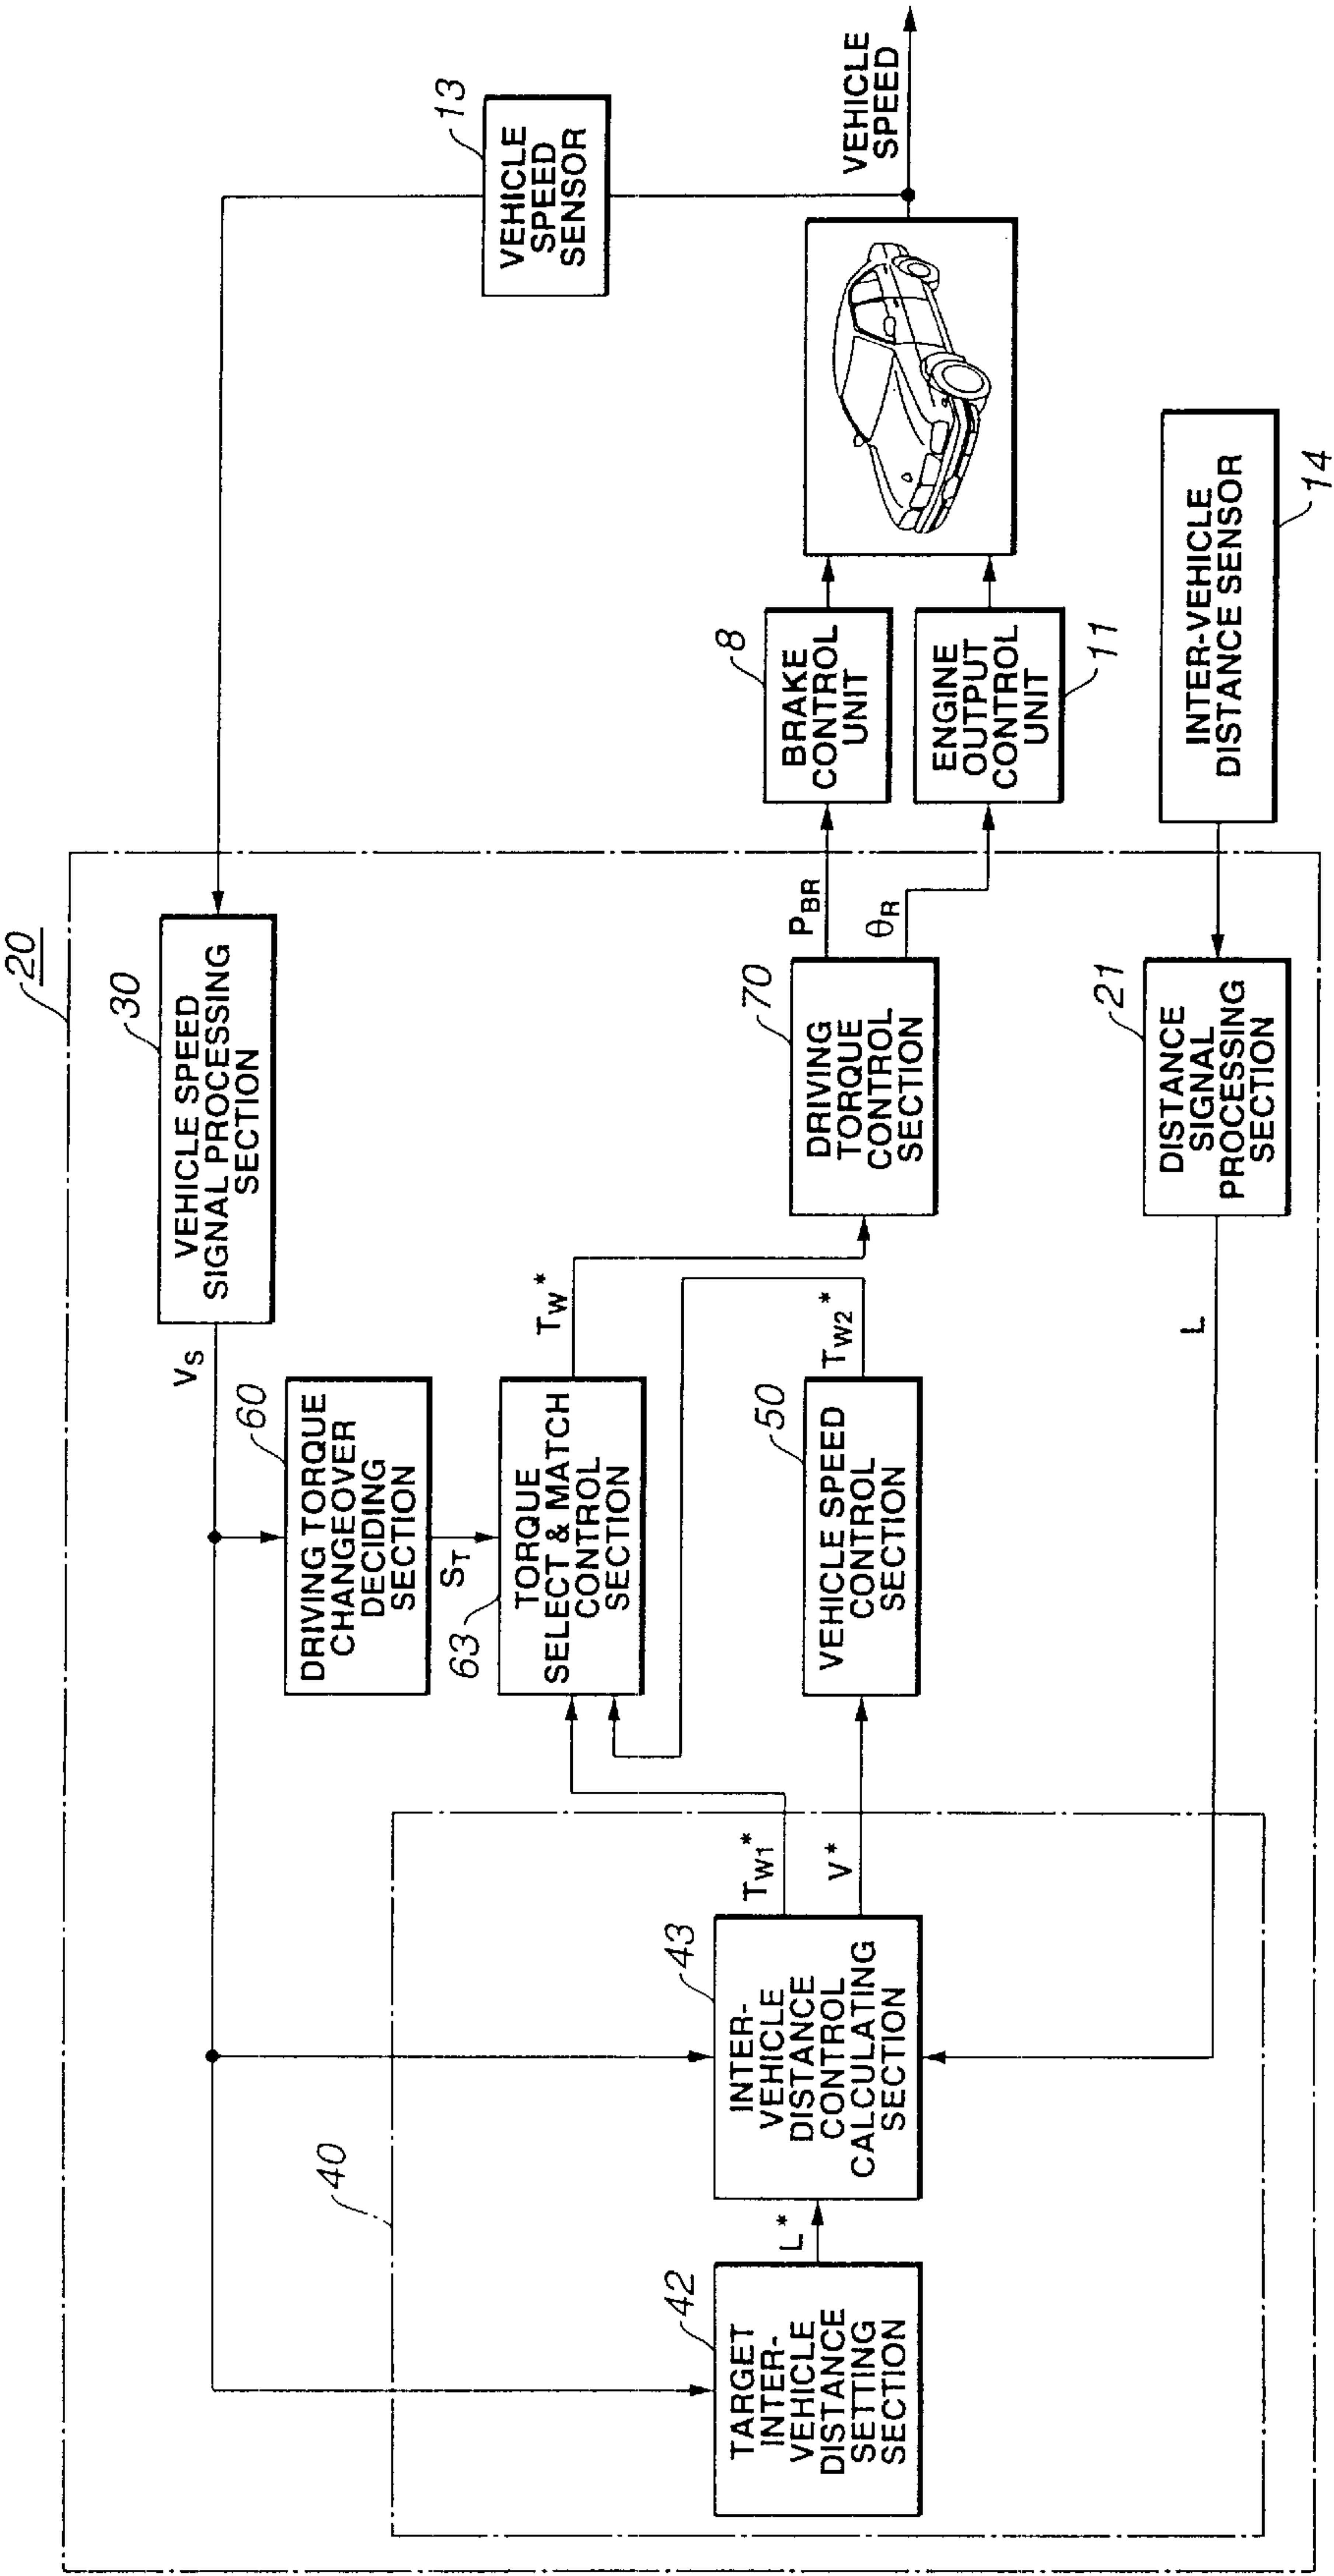 20
VEHICLE SPEED
SIGNAL PROCESSING
SECTION
30
VEHICLE
SPEED
SENSOR
13
VS
DRIVING TORQUE
CHANGEOVER
DECIDING
SECTION
60
ST
TORQUE
SELECT & MATCH
CONTROL
SECTION
63
TW*
40
TARGET
INTER-
VEHICLE
DISTANCE
SETTING
SECTION
42
L*
INTER-
VEHICLE
DISTANCE
CONTROL
CALCULATING
SECTION
43
TW1*
V*
VEHICLE SPEED
CONTROL
SECTION
50
TW2*
DRIVING
TORQUE
CONTROL
SECTION
70
PBR
θR
BRAKE
CONTROL
UNIT
8
ENGINE
OUTPUT
CONTROL
UNIT
11
VEHICLE
SPEED
L
DISTANCE
SIGNAL
PROCESSING
SECTION
21
INTER-VEHICLE
DISTANCE SENSOR
14